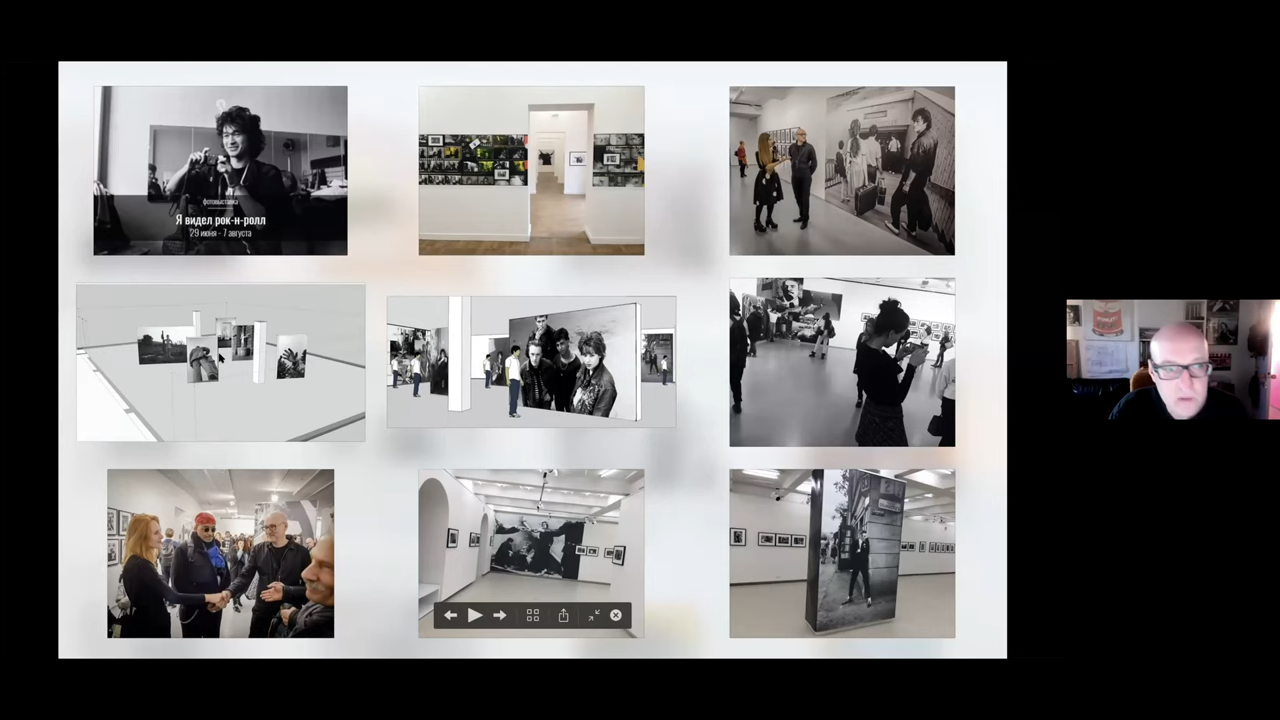 фотовыставка
Я видел рок-н-ролл
29 июня - 7 августа